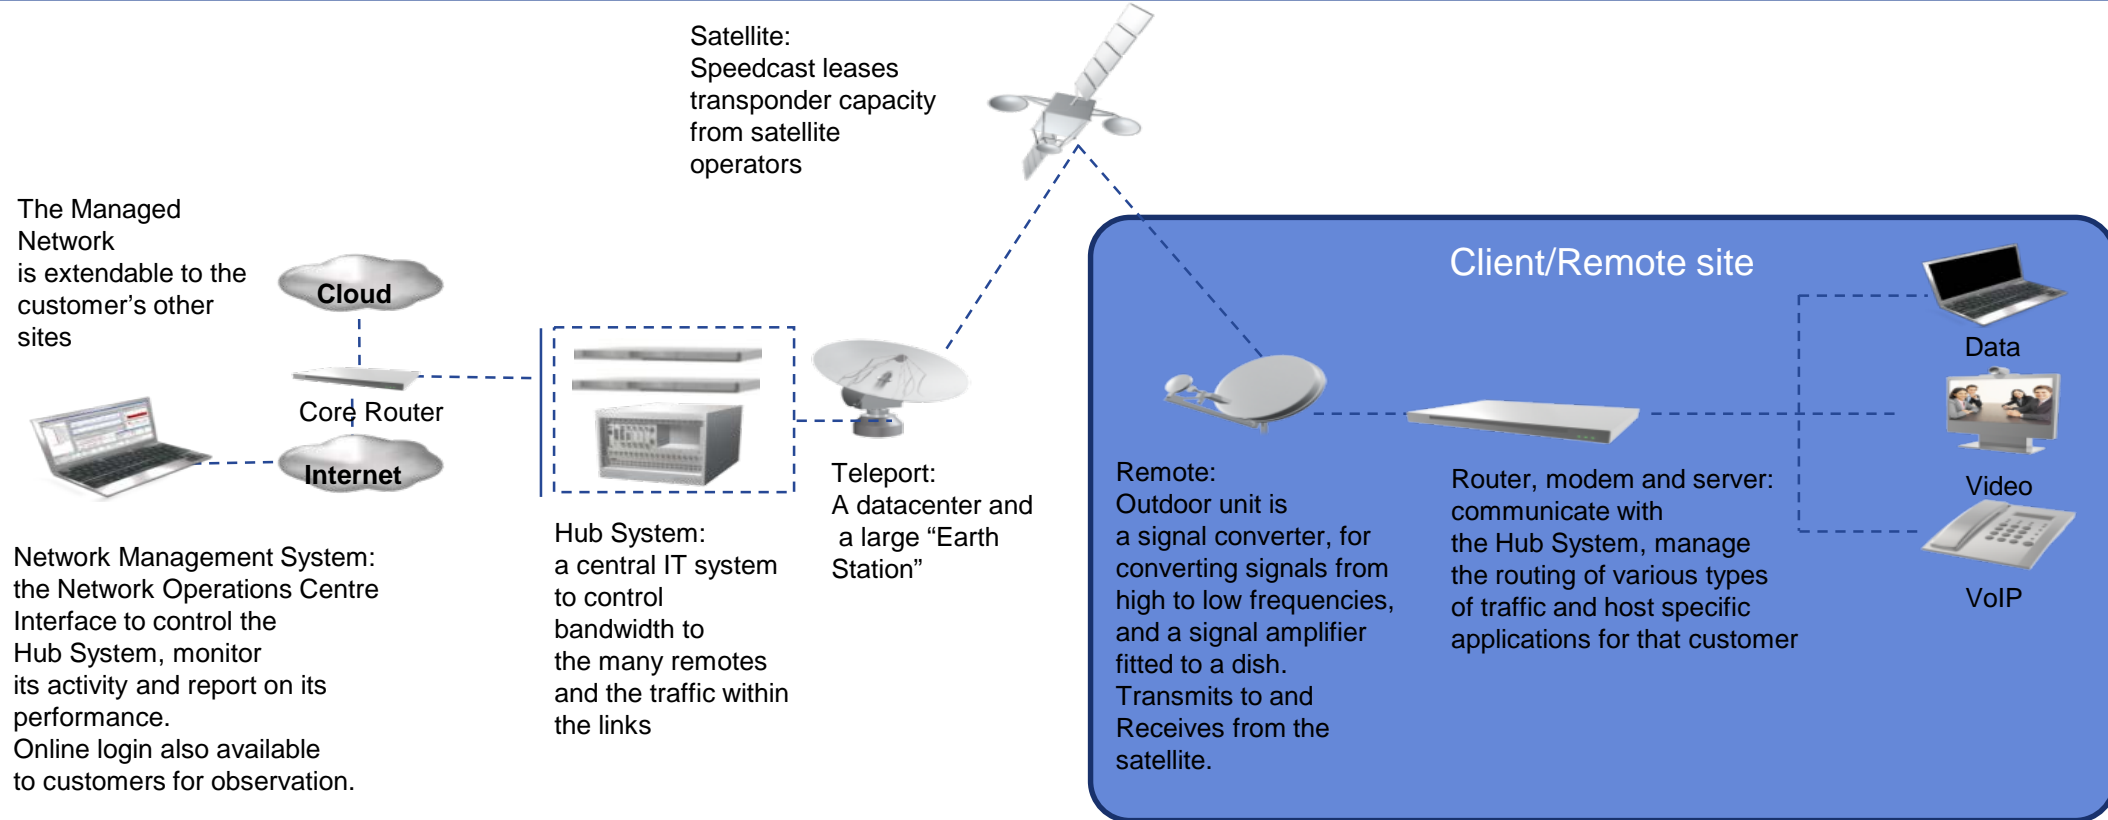 Satellite:
Speedcast leases
transponder capacity
from satellite
operators
The Managed
Network
is extendable to the
customer’s other
sites
Cloud
Core Router
Internet
Network Management System:
the Network Operations Centre
Interface to control the
Hub System, monitor
its activity and report on its
performance.
Online login also available
to customers for observation.
Hub System:
a central IT system
to control
bandwidth to
the many remotes
and the traffic within
the links
Teleport:
A datacenter and
a large “Earth
Station”
Client/Remote site
Remote:
Outdoor unit is
a signal converter, for
converting signals from
high to low frequencies,
and a signal amplifier
fitted to a dish.
Transmits to and
Receives from the
satellite.
Router, modem and server:
communicate with
the Hub System, manage
the routing of various types
of traffic and host specific
applications for that customer
Data
Video
VoIP